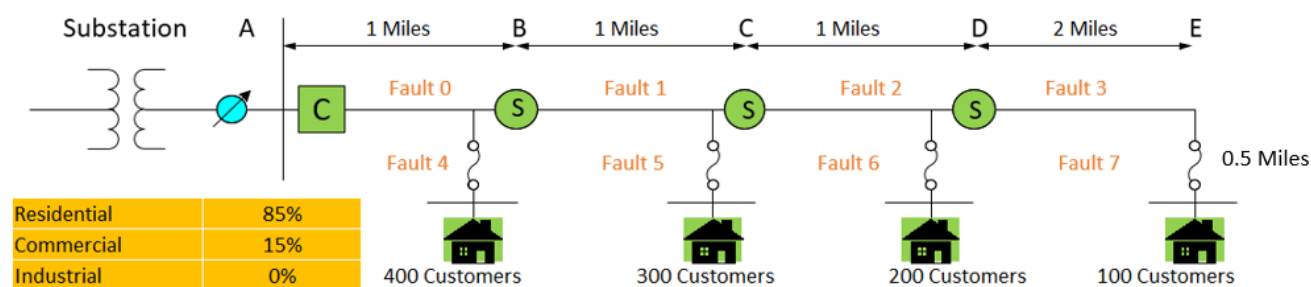 Substation A 1 Miles B 1 Miles C 1 Miles D 2 Miles E
Fault 0 Fault 1 Fault 2 Fault 3
C S S S
Fault 4 Fault 5 Fault 6 Fault 7 0.5 Miles
Residential 85%
Commercial 15%
Industrial 0%
400 Customers 300 Customers 200 Customers 100 Customers